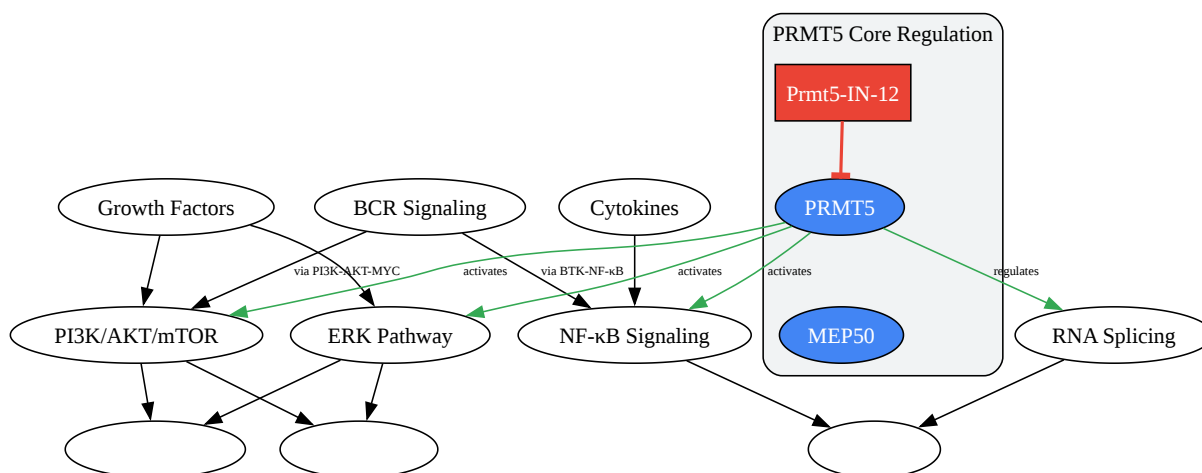 PRMT5 Core Regulation
Prmt5-IN-12
Growth Factors
BCR Signaling
Cytokines
PRMT5
via PI3K-AKT-MYC
activates
via BTK-NF-κB
activates
activates
regulates
PI3K/AKT/mTOR
ERK Pathway
NF-κB Signaling
MEP50
RNA Splicing